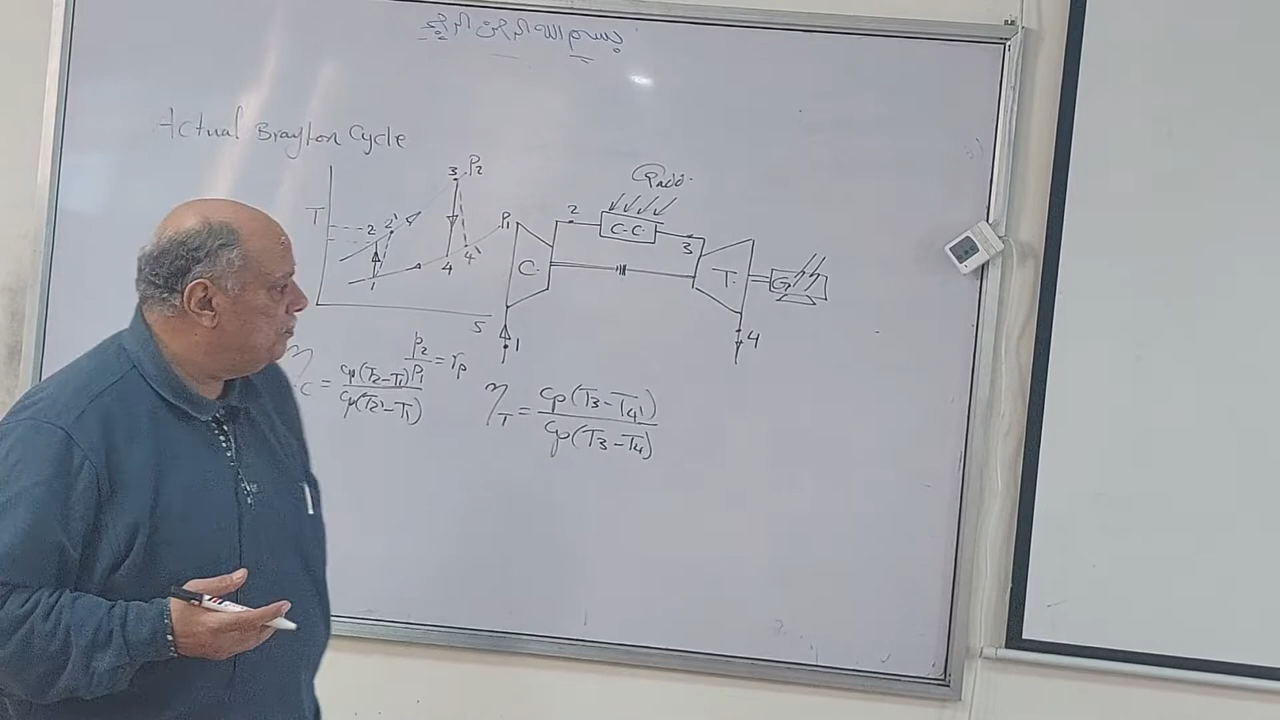 بسم الله الرحمن الرحيم
Actual Brayton Cycle
T
2 2'
1
3 P2
4 4'
P1
S
C.
1
2
C.C.
Qadd.
3
T.
4
G
P2/P1 = rp
ηC = cp(T2-T1)/cp(T2'-T1)
ηT = cp(T3-T4')/cp(T3-T4)